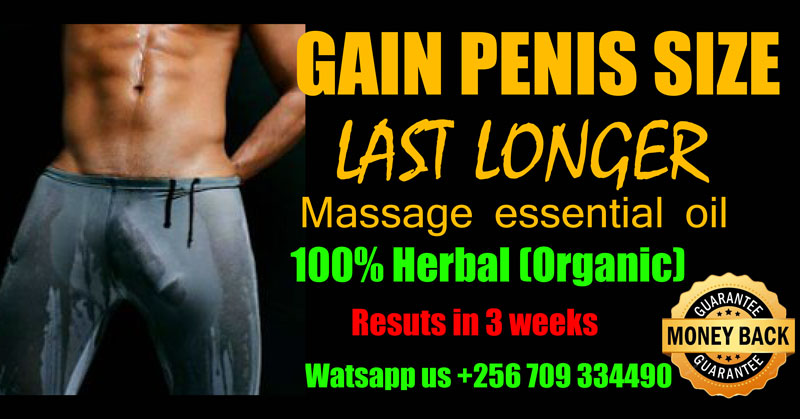 GAIN PENIS SIZE
LAST LONGER
Massage essential oil
100% Herbal (Organic)
Resuts in 3 weeks
GUARANTEE
MONEY BACK
GUARANTEE
Watsapp us +256 709 334490